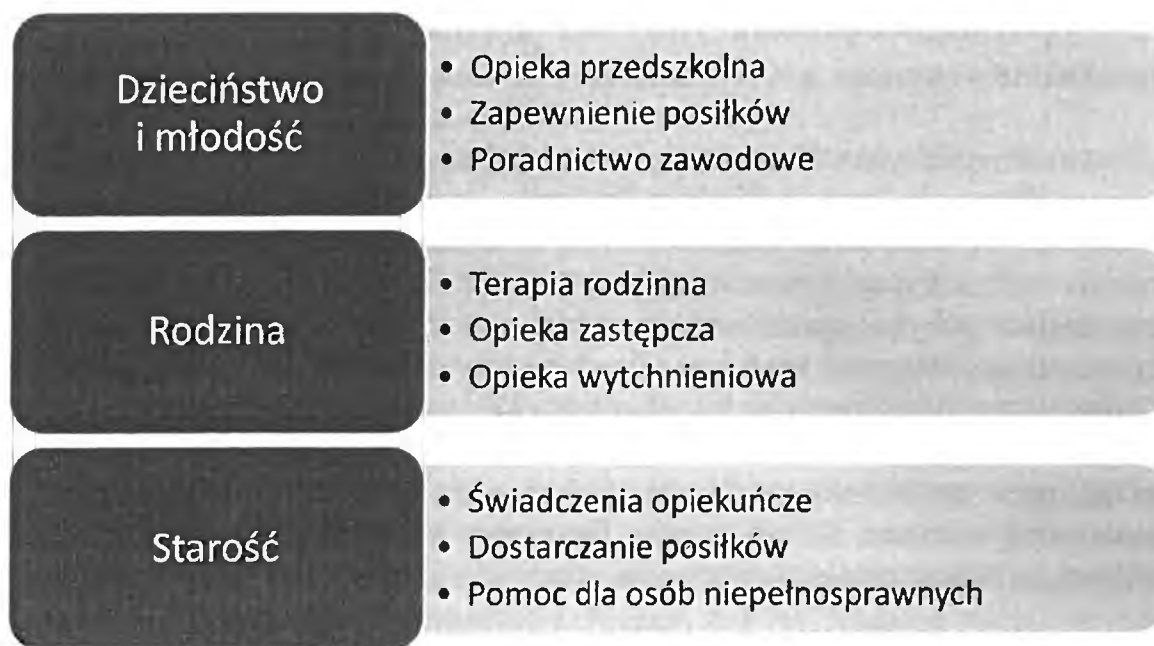 Dzieciństwo
i młodość
• Opieka przedszkolna
• Zapewnienie posiłków
• Poradnictwo zawodowe
Rodzina
• Terapia rodzinna
• Opieka zastępcza
• Opieka wytchnieniowa
Starość
• Świadczenia opiekuńcze
• Dostarczanie posiłków
• Pomoc dla osób niepełnosprawnych